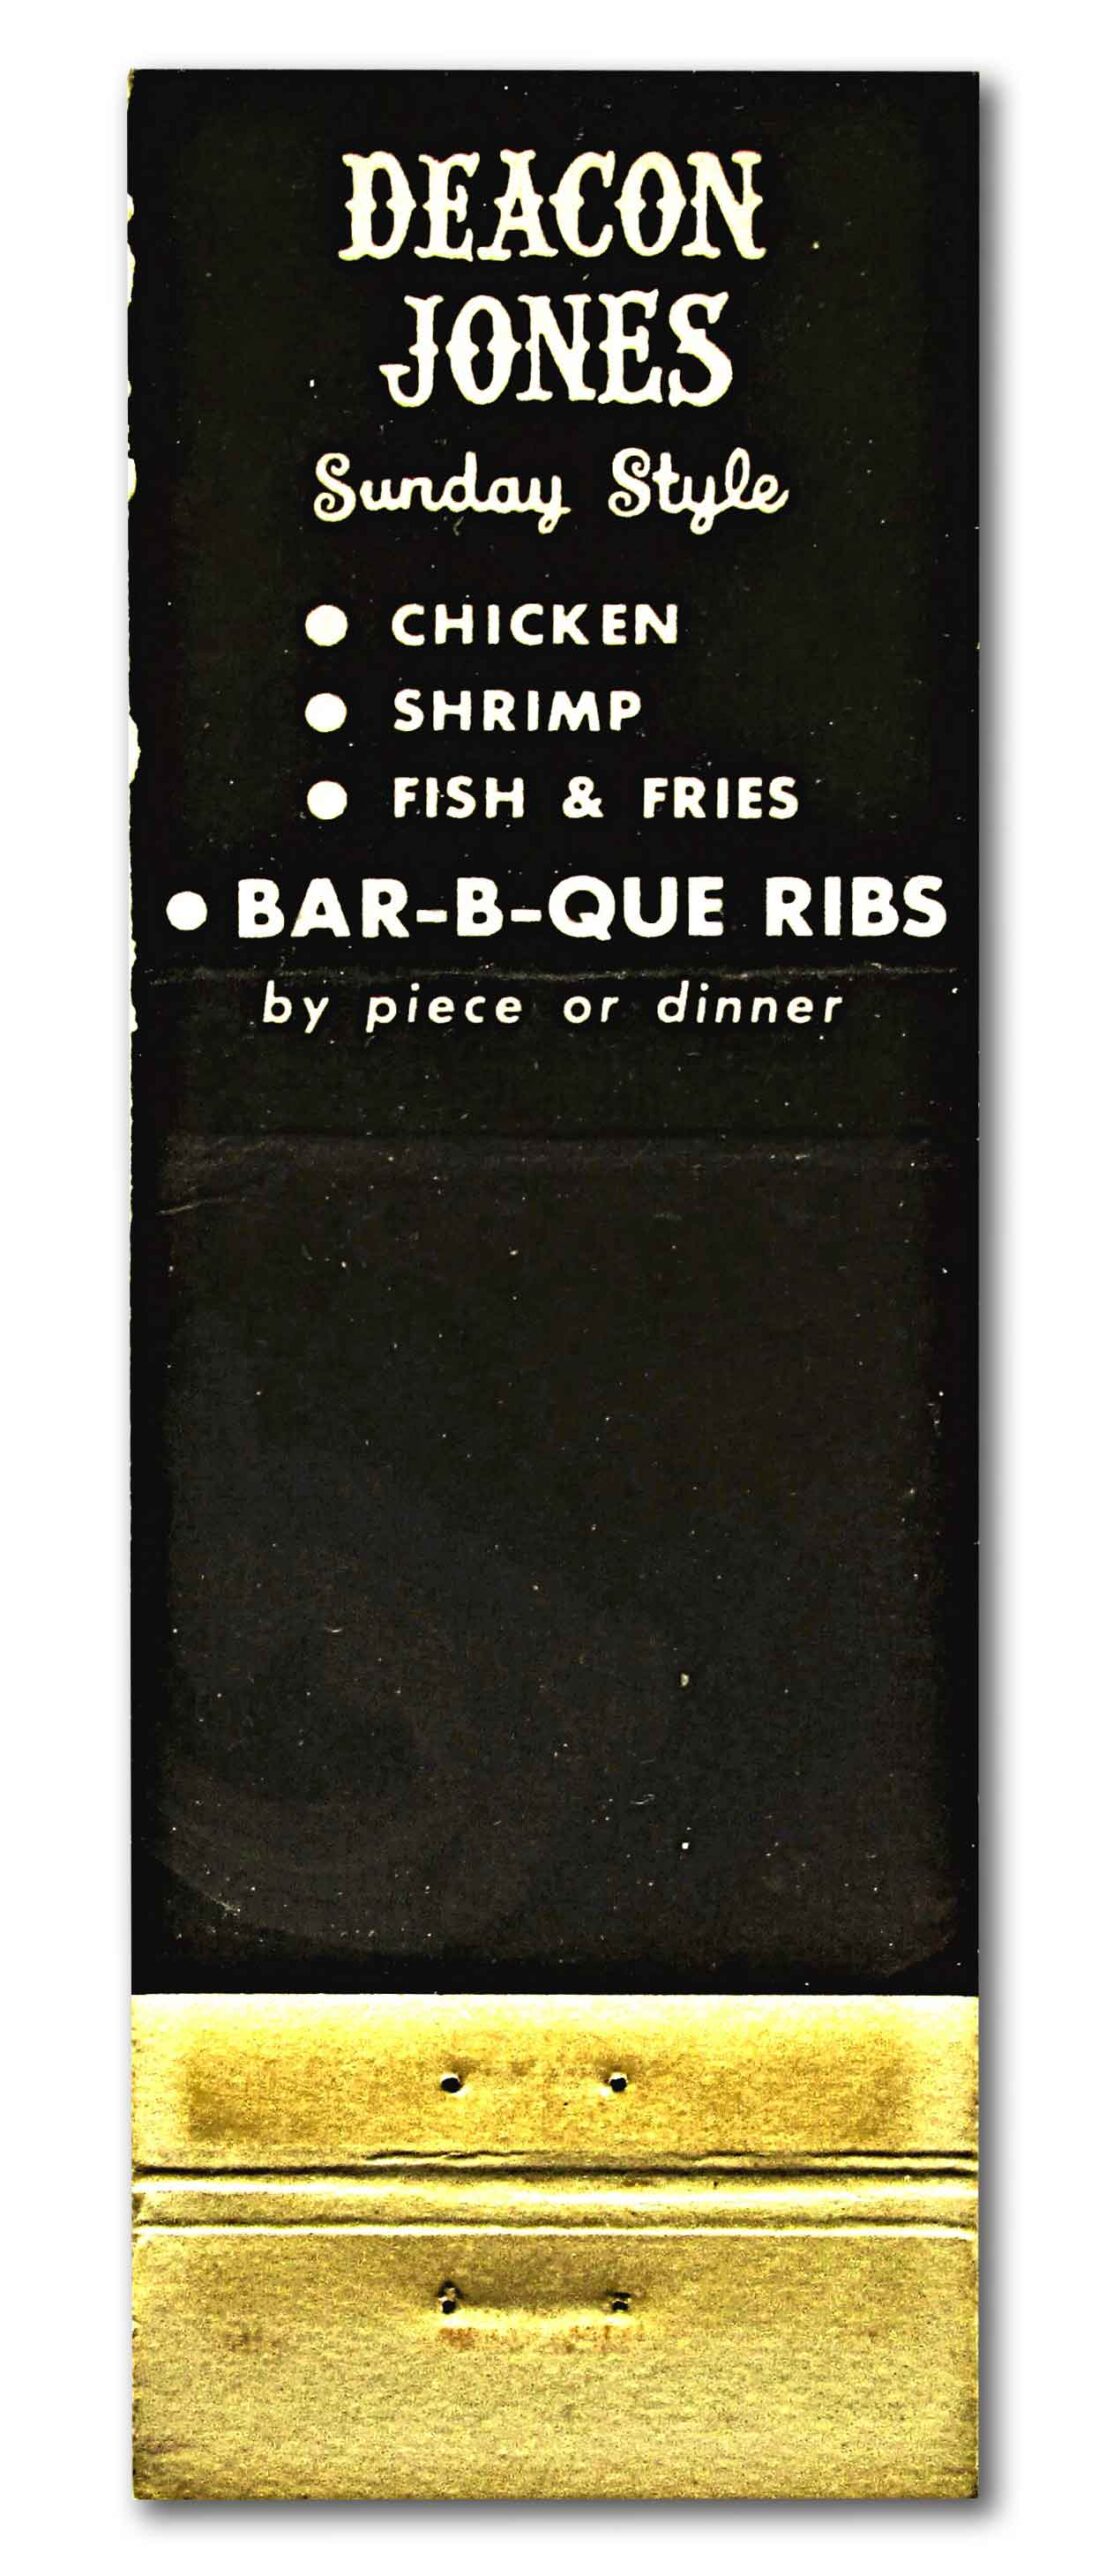 DEACON
JONES
Sunday Style
● CHICKEN
● SHRIMP
● FISH & FRIES
● BAR-B-QUE RIBS
by piece or dinner